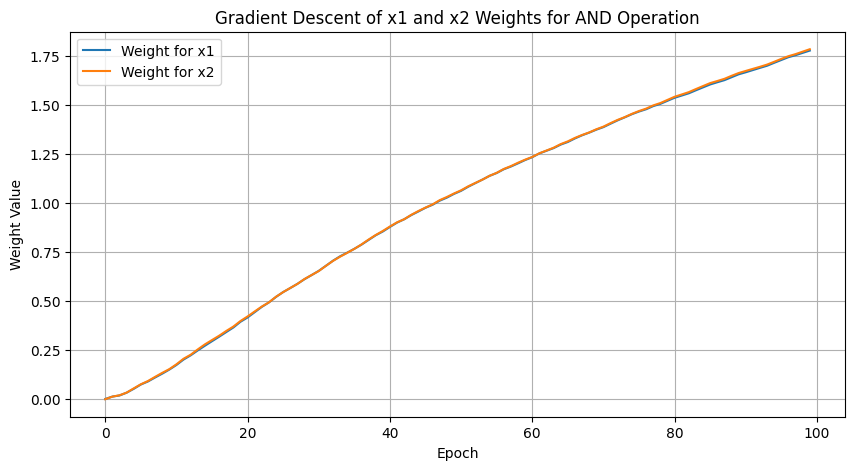 Gradient Descent of x1 and x2 Weights for AND Operation
Weight for x1
Weight for x2
1.75
1.50
1.25
1.00
0.75
0.50
0.25
0.00
Weight Value
0 20 40 60 80 100
Epoch